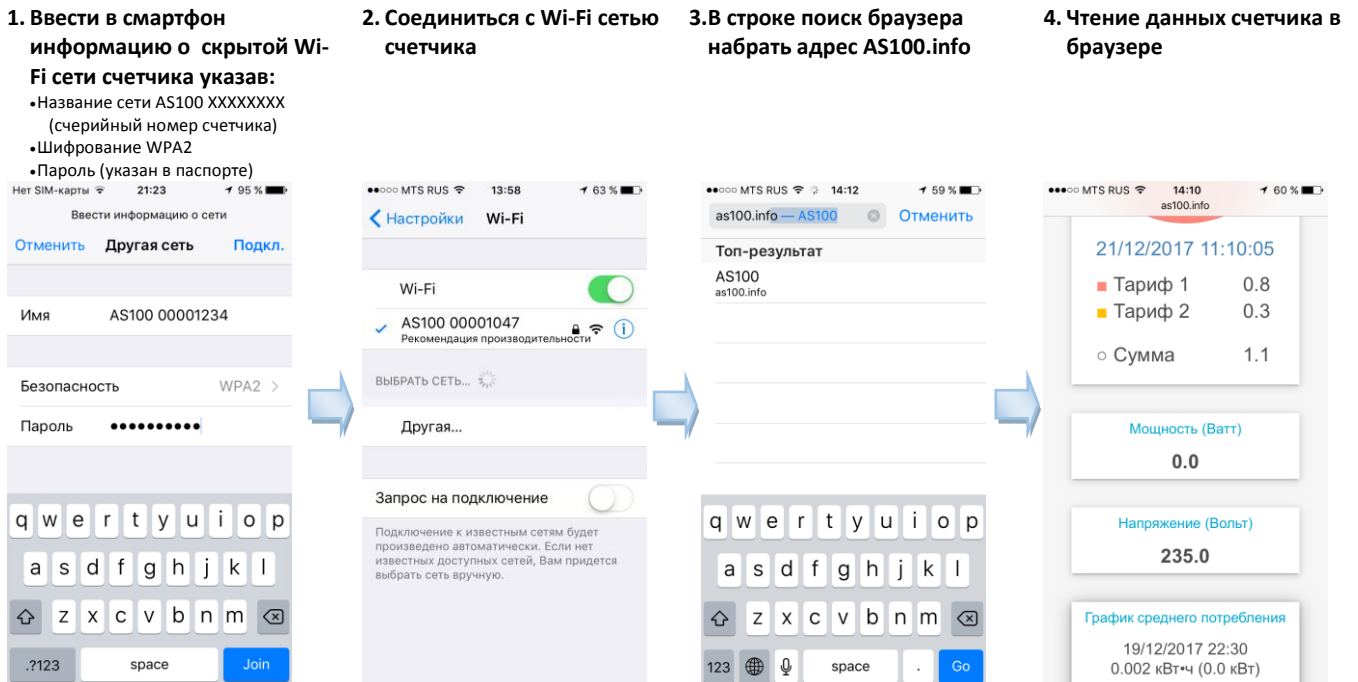 1. Ввести в смартфон
информацию о скрытой Wi-
Fi сети счетчика указав:
•Название сети AS100 XXXXXXXX
(счерийный номер счетчика)
•Шифрование WPA2
•Пароль (указан в паспорте)
Нет SIM-карты 21:23 95 %
Ввести информацию о сети
Отменить Другая сеть Подкл.
Имя AS100 00001234
Безопасность WPA2 >
Пароль ••••••••••
q w e r t y u i o p
a s d f g h j k l
z x c v b n m
.?123 space Join
2. Соединиться с Wi-Fi сетью
счетчика
MTS RUS 13:58 63 %
Настройки Wi-Fi
Wi-Fi
AS100 00001047
Рекомендация производительности
ВЫБРАТЬ СЕТЬ...
Другая...
Запрос на подключение
Подключение к известным сетям будет
произведено автоматически. Если нет
известных доступных сетей, Вам придется
выбрать сеть вручную.
3.В строке поиск браузера
набрать адрес AS100.info
MTS RUS 14:12 59 %
as100.info — AS100 Отменить
Топ-результат
AS100
as100.info
q w e r t y u i o p
a s d f g h j k l
z x c v b n m
123 space . Go
4. Чтение данных счетчика в
браузере
MTS RUS 14:10 60 %
as100.info
21/12/2017 11:10:05
Тариф 1 0.8
Тариф 2 0.3
Сумма 1.1
Мощность (Ватт)
0.0
Напряжение (Вольт)
235.0
График среднего потребления
19/12/2017 22:30
0.002 кВт•ч (0.0 кВт)